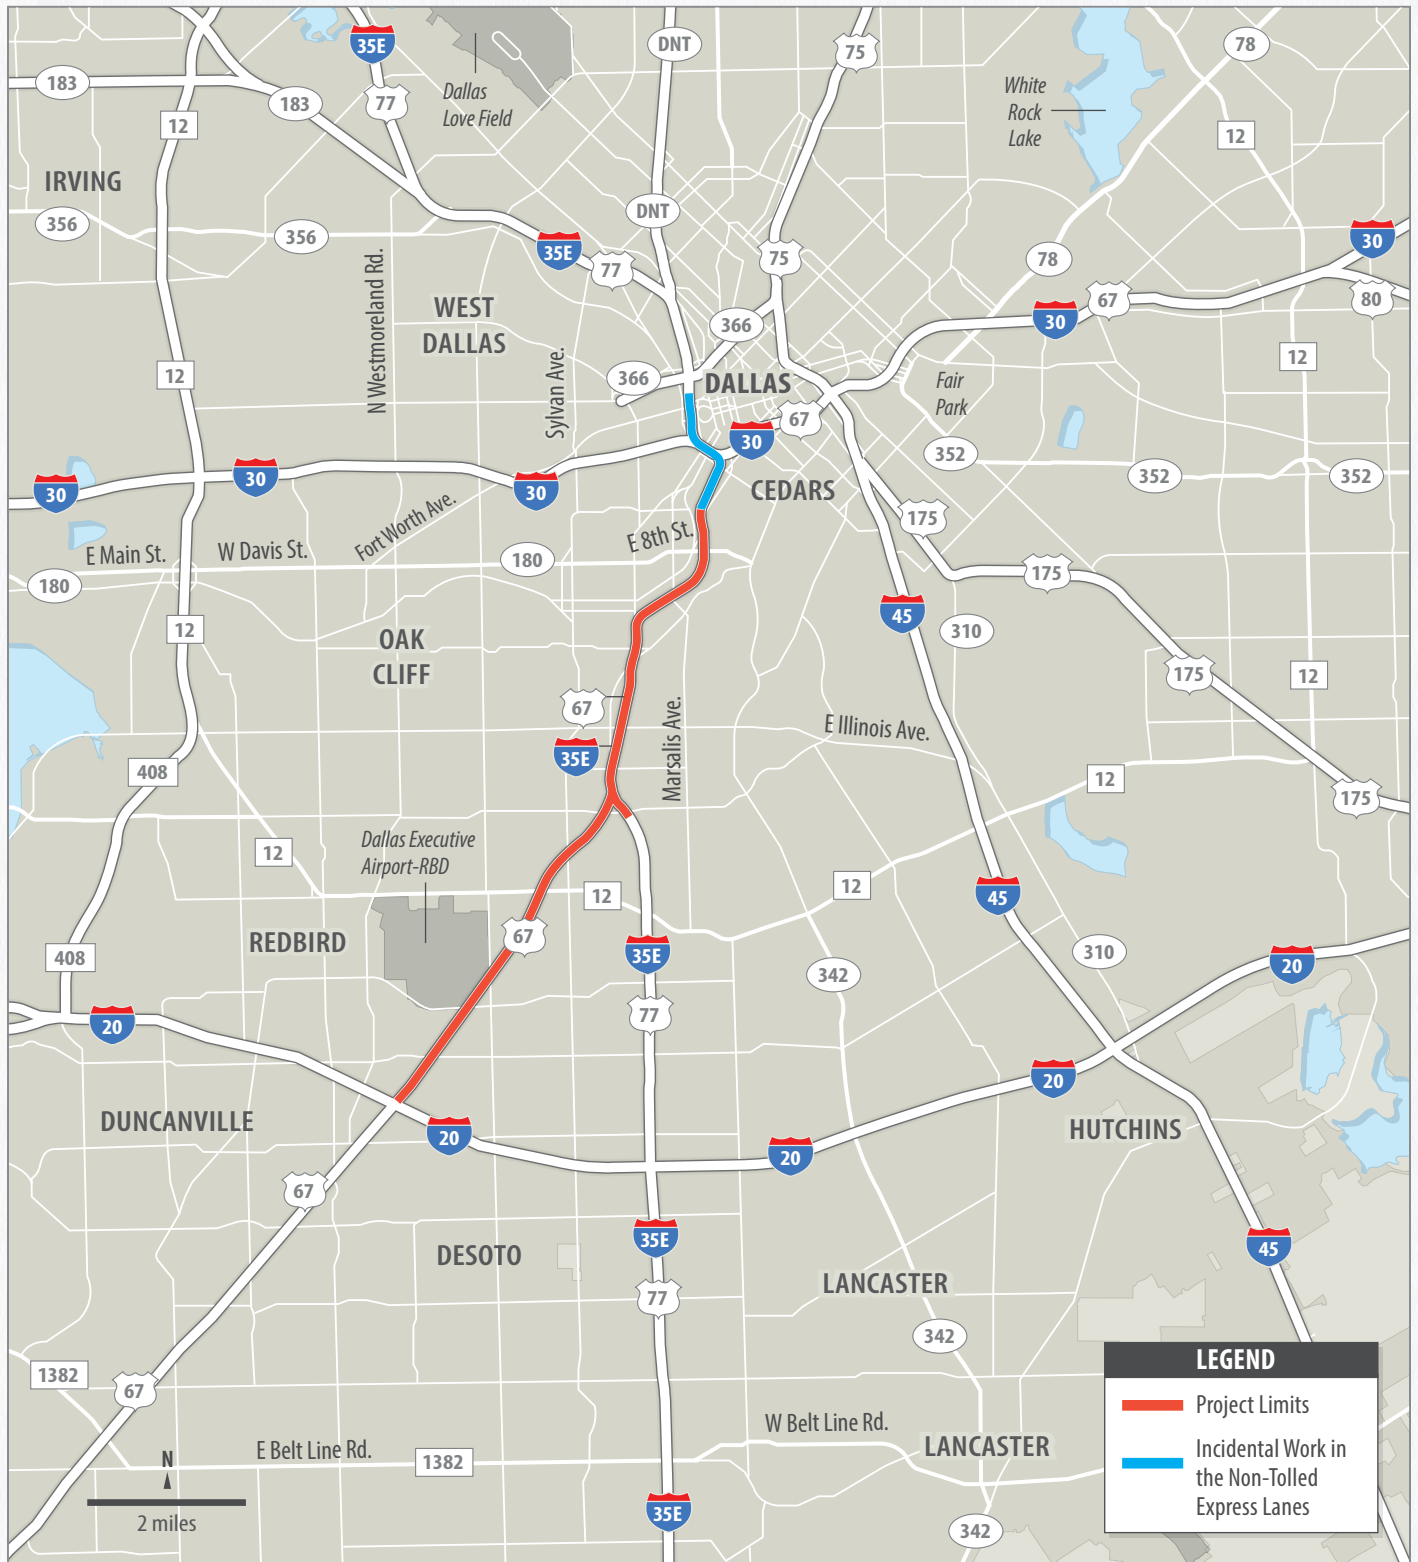 35E
DNT
75
78
183
77
183
Dallas
Love Field
White
Rock
Lake
12
12
IRVING
356
356
DNT
35E
77
75
78
30
N Westmoreland Rd.
WEST
DALLAS
366
30
67
80
12
12
Sylvan Ave.
366
DALLAS
Fair
Park
67
30
352
352
352
30
30
30
CEDARS
Fort Worth Ave.
175
E Main St.
W Davis St.
E 8th St.
180
180
175
12
45
310
OAK
CLIFF
175
12
67
35E
Marsalis Ave.
E Illinois Ave.
408
12
175
Dallas Executive
Airport-RBD
12
12
12
45
REDBIRD
67
35E
310
408
342
20
77
20
20
DUNCANVILLE
20
20
HUTCHINS
67
35E
45
DESOTO
LANCASTER
77
342
1382
67
LEGEND
Project Limits
Incidental Work in
the Non-Tolled
Express Lanes
W Belt Line Rd.
LANCASTER
E Belt Line Rd.
1382
N
2 miles
35E
342